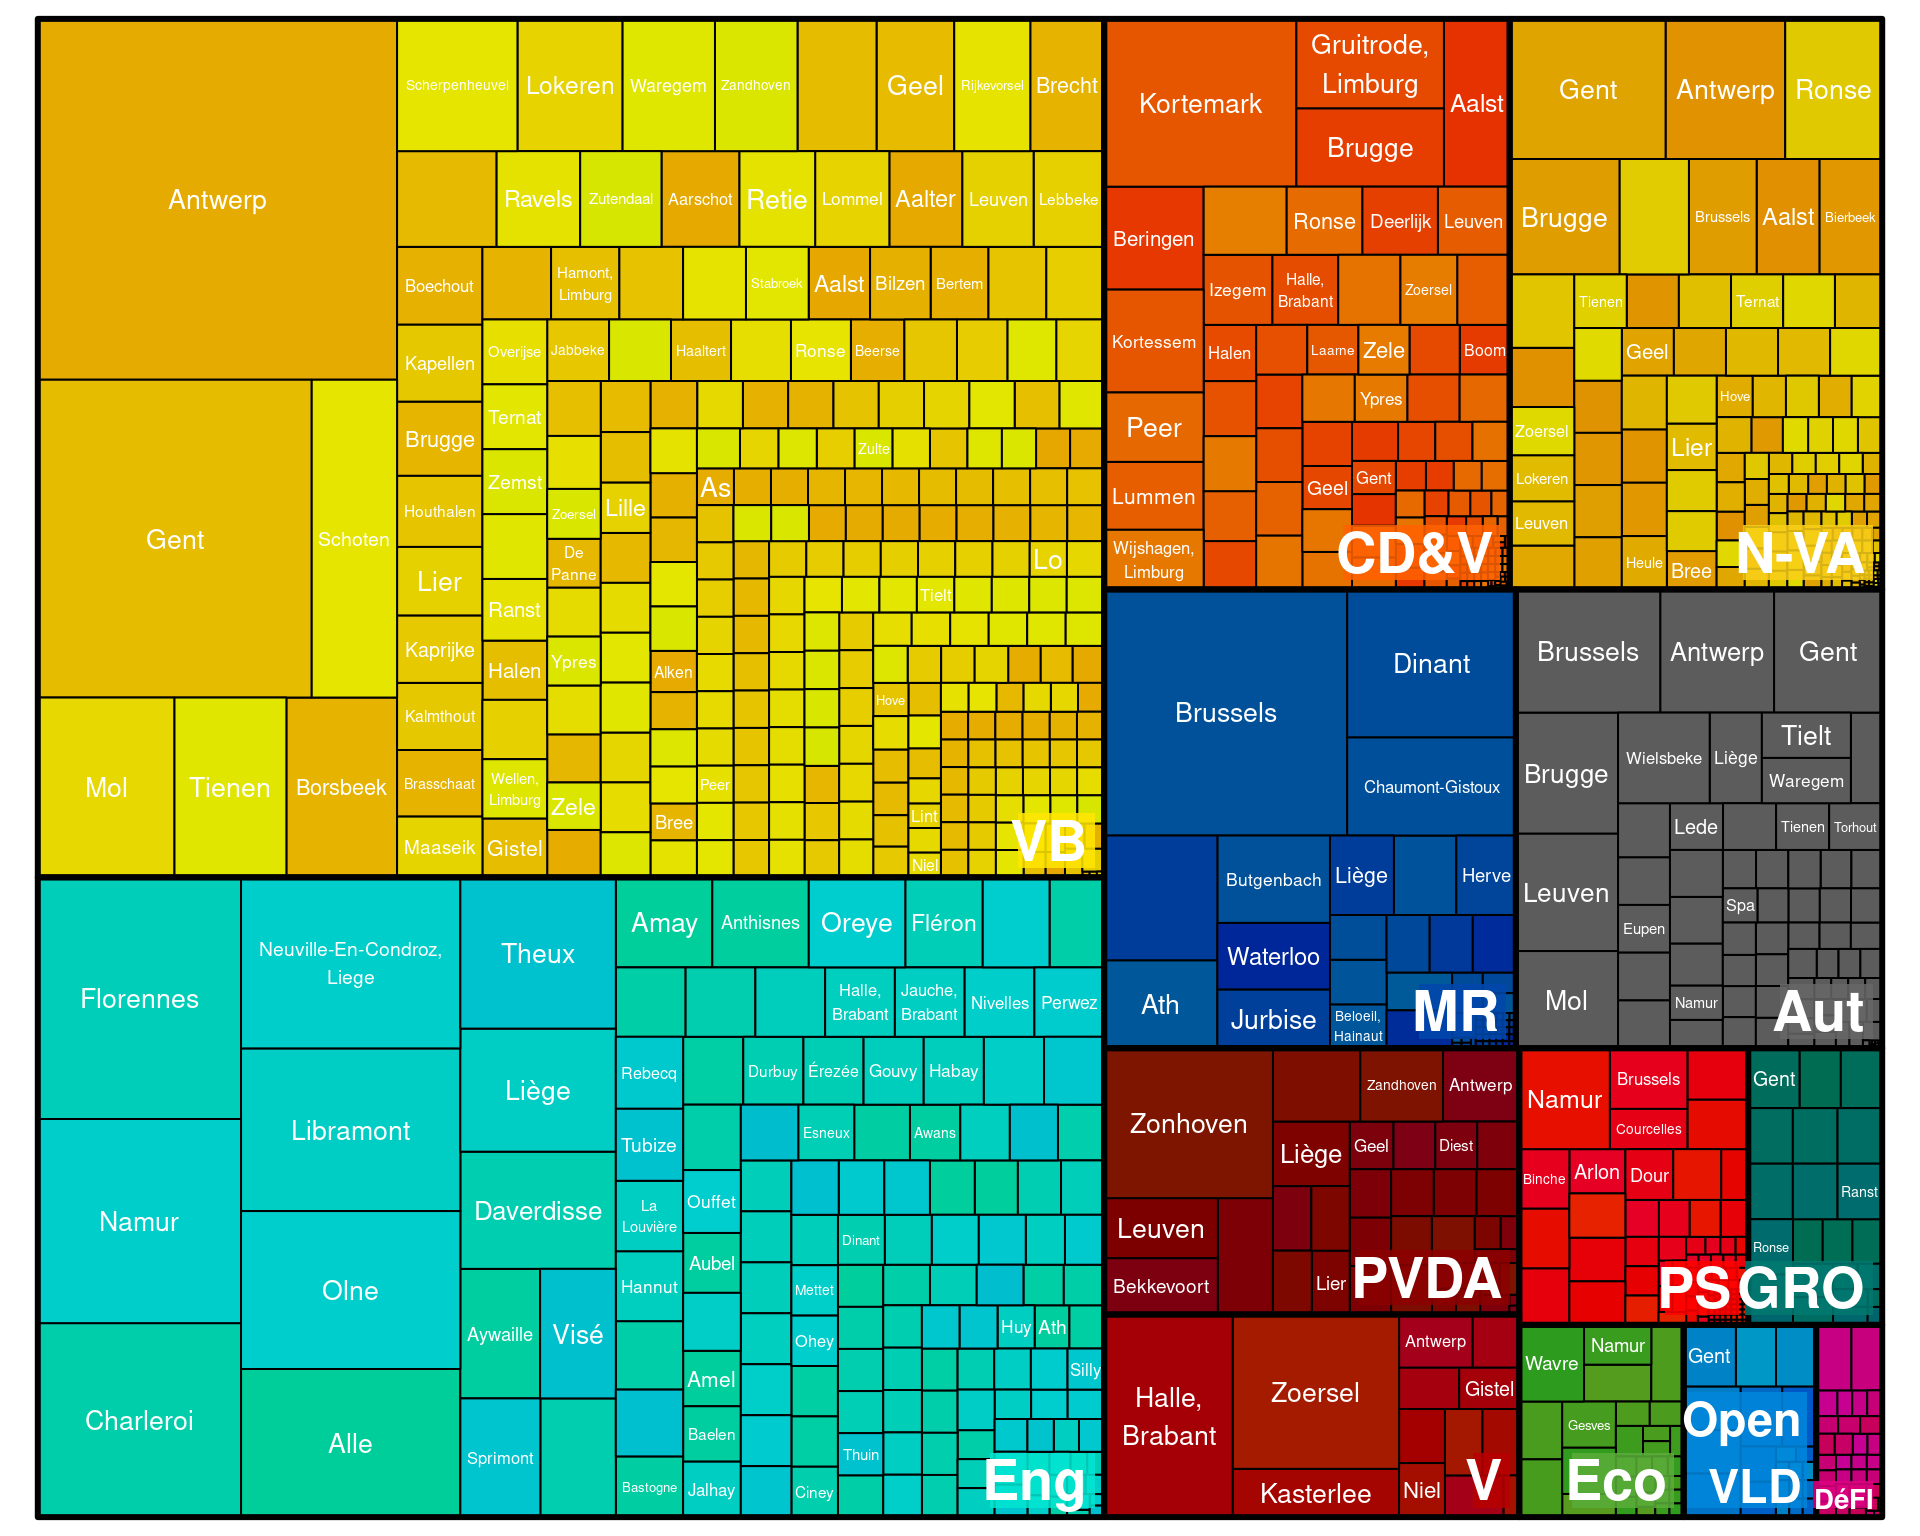 Antwerp
Scherpenheuvel
Lokeren
Waregem
Zandhoven
Geel
Rijkevorsel
Brecht
Ravels
Zutendaal
Aarschot
Retie
Lommel
Aalter
Leuven
Lebbeke
Boechout
Hamont,
Limburg
Stabroek
Aalst
Bilzen
Bertem
Kapellen
Overijse
Jabbeke
Haaltert
Ronse
Beerse
Gent
Schoten
Brugge
Ternat
Zulte
Zemst
As
Houthalen
Zoersel
Lille
De
Panne
Lo
Lier
Ranst
Tielt
Kaprijke
Halen
Ypres
Alken
Hove
Kalmthout
Mol
Tienen
Borsbeek
Brasschaat
Wellen,
Limburg
Zele
Peer
Bree
Lint
Maaseik
Gistel
Niel
VB
Kortemark
Gruitrode,
Limburg
Aalst
Brugge
Beringen
Ronse
Deerlijk
Leuven
Izegem
Halle,
Brabant
Zoersel
Kortessem
Halen
Laarne
Zele
Boom
Peer
Ypres
Lummen
Geel
Gent
Wijshagen,
Limburg
CD&V
Gent
Antwerp
Ronse
Brugge
Brussels
Aalst
Bierbeek
Tienen
Ternat
Geel
Hove
Zoersel
Lier
Lokeren
Leuven
Heule
Bree
N-VA
Brussels
Dinant
Chaumont-Gistoux
Butgenbach
Liège
Herve
Waterloo
Ath
Jurbise
Beloeil,
Hainaut
MR
Brussels
Antwerp
Gent
Brugge
Wielsbeke
Liège
Tielt
Waregem
Lede
Tienen
Torhout
Leuven
Spa
Eupen
Mol
Namur
Aut
Florennes
Neuville-En-Condroz,
Liege
Theux
Amay
Anthisnes
Oreye
Fléron
Halle,
Brabant
Jauche,
Brabant
Nivelles
Perwez
Libramont
Liège
Rebecq
Durbuy
Érezée
Gouvy
Habay
Tubize
Esneux
Awans
Namur
Daverdisse
La
Louvière
Ouffet
Dinant
Olne
Aubel
Hannut
Mettet
Aywaille
Visé
Ohey
Huy
Ath
Silly
Charleroi
Alle
Amel
Sprimont
Baelen
Thuin
Bastogne
Jalhay
Ciney
Eng
Zonhoven
Zandhoven
Antwerp
Liège
Geel
Diest
Leuven
Bekkevoort
Lier
PVDA
Namur
Brussels
Courcelles
Binche
Arlon
Dour
PS
Gent
Ranst
Ronse
GRO
Halle,
Brabant
Zoersel
Antwerp
Gistel
Kasterlee
Niel
V
Wavre
Namur
Gesves
Eco
Gent
Open
VLD
DéFI